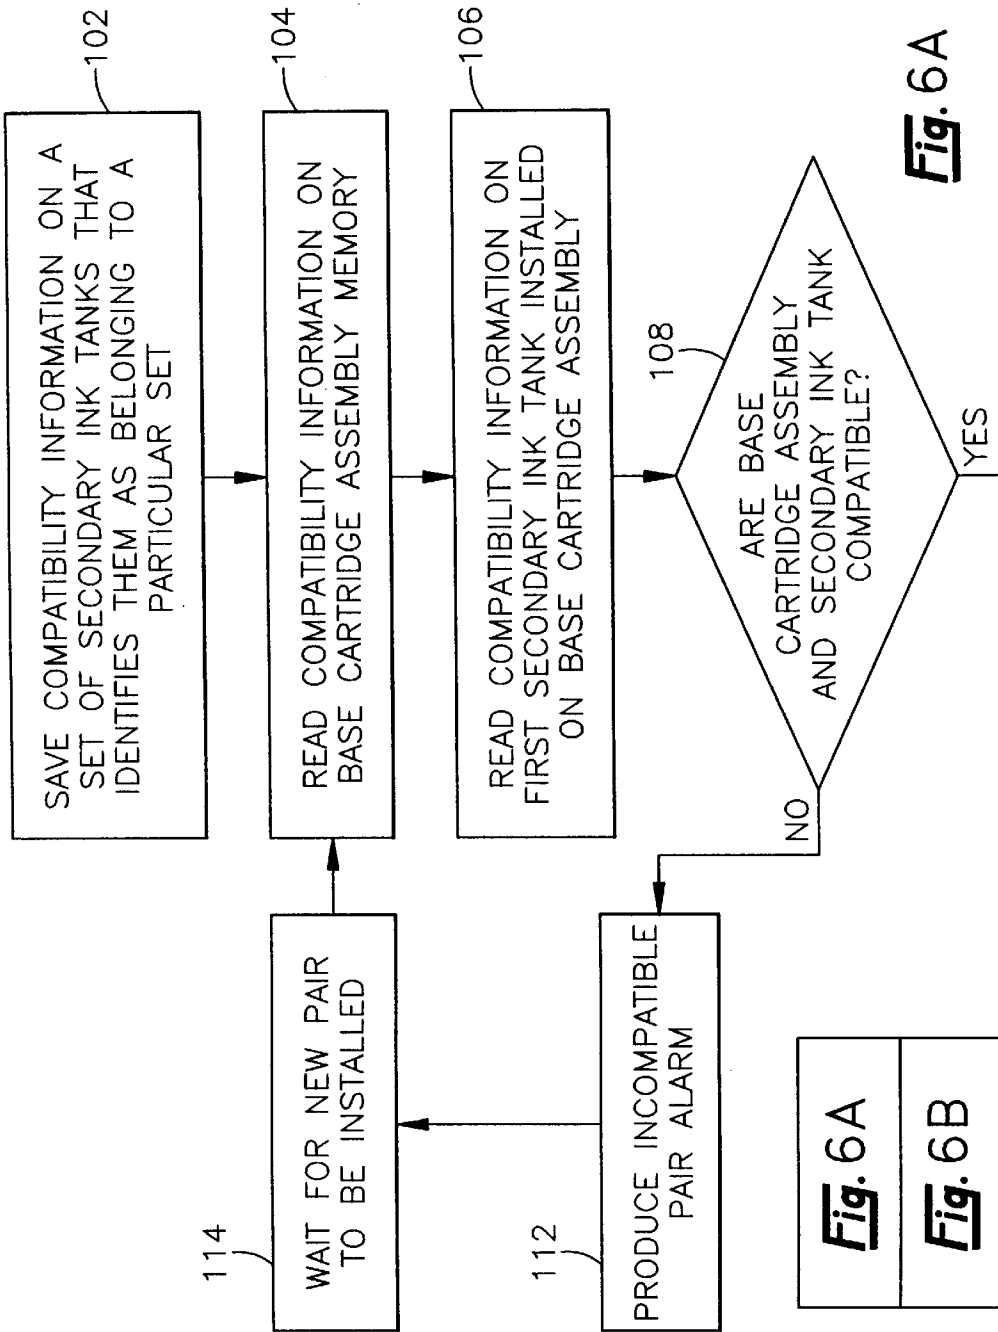 102
SAVE COMPATIBILITY INFORMATION ON A
SET OF SECONDARY INK TANKS THAT
IDENTIFIES THEM AS BELONGING TO A
PARTICULAR SET
104
READ COMPATIBILITY INFORMATION ON
BASE CARTRIDGE ASSEMBLY MEMORY
106
READ COMPATIBILITY INFORMATION ON
FIRST SECONDARY INK TANK INSTALLED
ON BASE CARTRIDGE ASSEMBLY
108
ARE BASE
CARTRIDGE ASSEMBLY
AND SECONDARY INK TANK
COMPATIBLE?
YES
NO
112
PRODUCE INCOMPATIBLE
PAIR ALARM
114
WAIT FOR NEW PAIR
TO BE INSTALLED
Fig. 6A
Fig. 6B
Fig. 6A